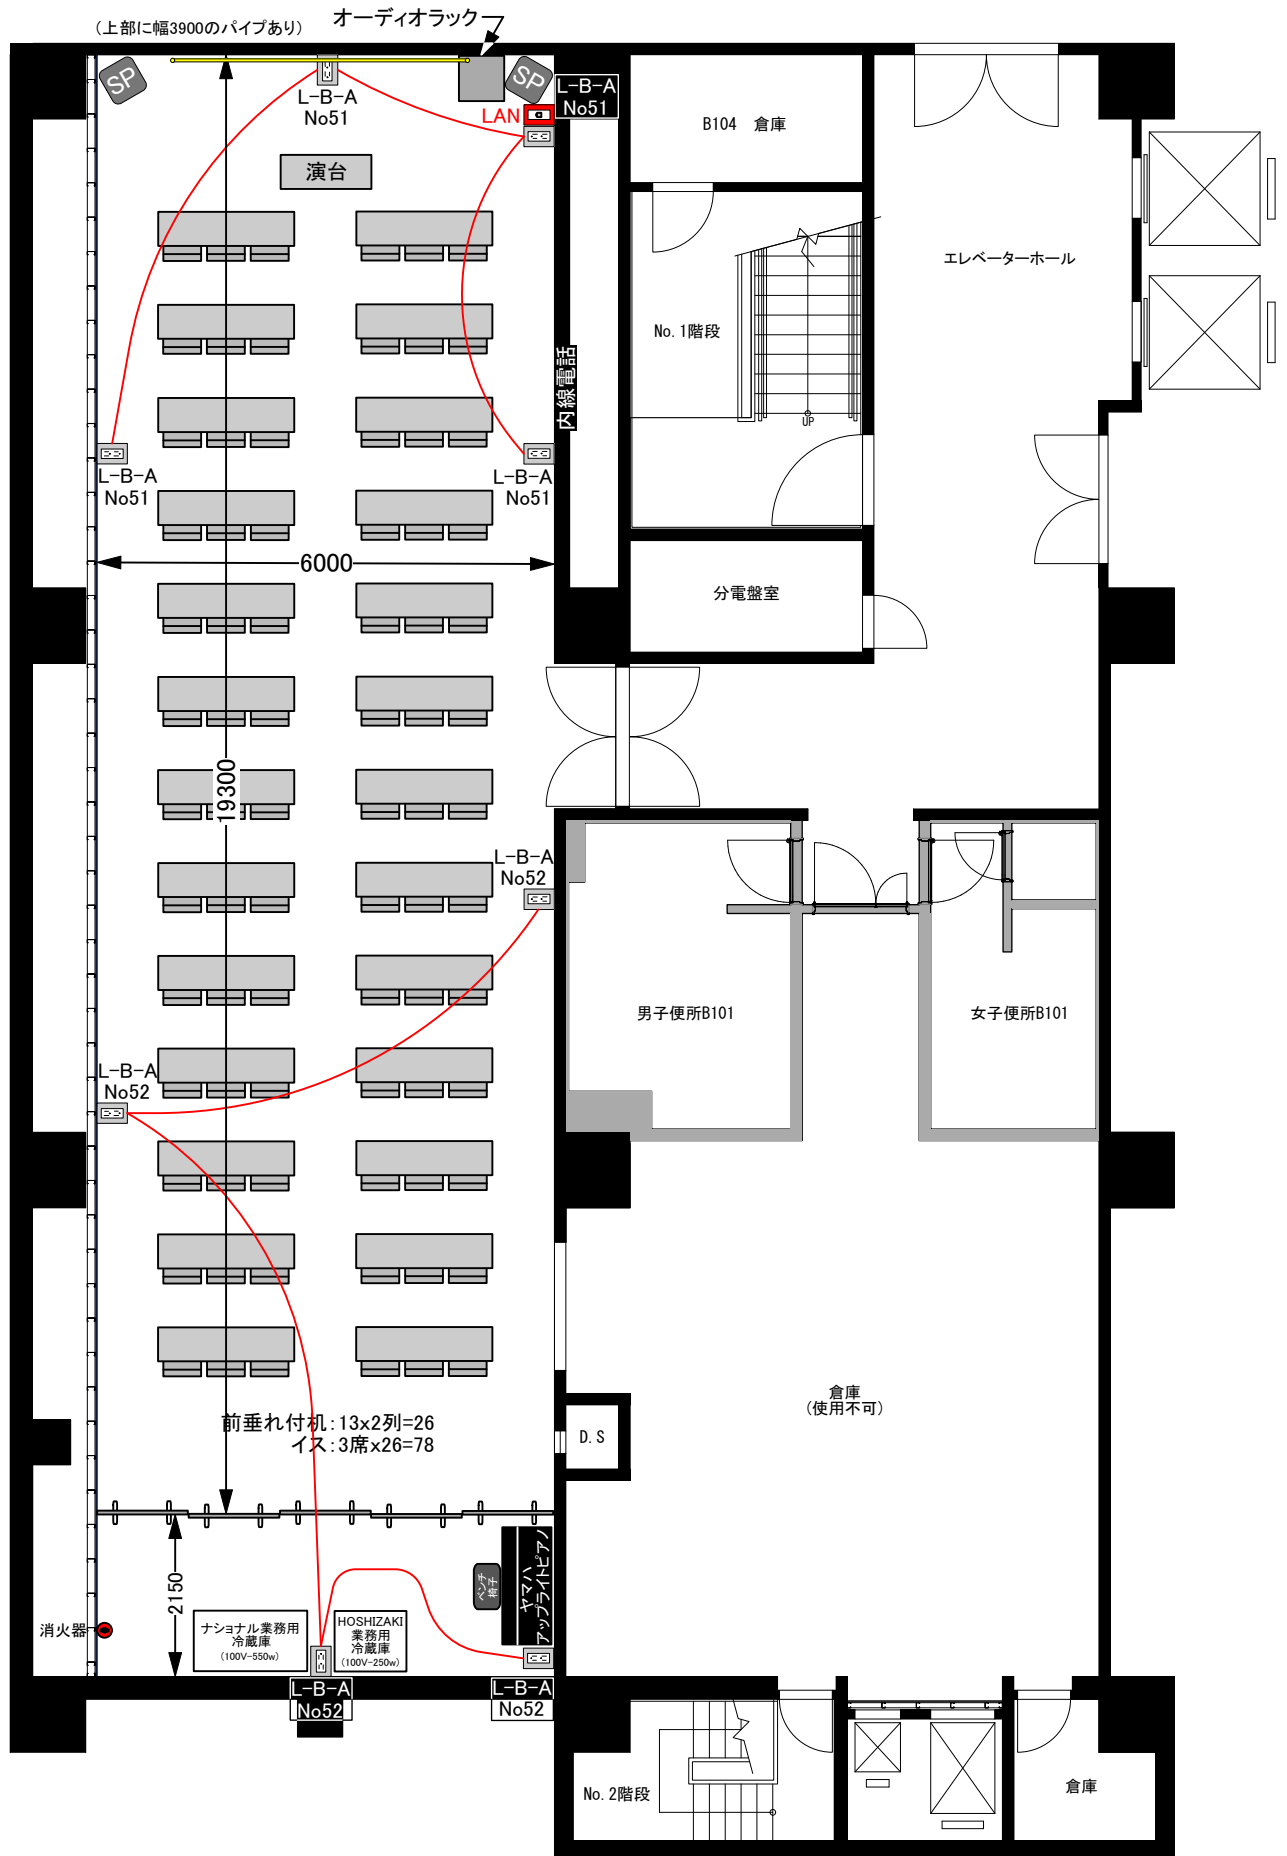 (上部に幅3900のパイプあり)
オーディオラック
SP
SP
L-B-A
No51
L-B-A
No51
LAN
演台
B104 倉庫
エレベーターホール
No.1階段
UP
内線電話
L-B-A
No51
L-B-A
No51
6000
分電盤室
19300
L-B-A
No52
男子便所B101
女子便所B101
L-B-A
No52
倉庫
(使用不可)
前垂れ付机:13x2列=26
イス:3席x26=78
D.S
2150
ベンチ
椅子
ヤマハ
アップライトピアノ
消火器
ナショナル業務用
冷蔵庫
(100V-550w)
HOSHIZAKI
業務用
冷蔵庫
(100V-250w)
L-B-A
No52
L-B-A
No52
No.2階段
倉庫